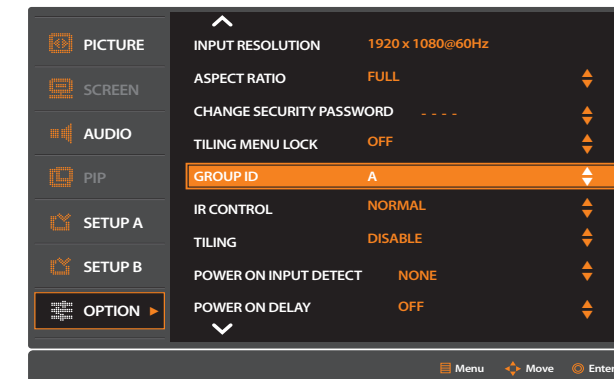 PICTURE
SCREEN
AUDIO
PIP
SETUP A
SETUP B
OPTION
INPUT RESOLUTION 1920 x 1080@60Hz
ASPECT RATIO FULL
CHANGE SECURITY PASSWORD - - - -
TILING MENU LOCK OFF
GROUP ID A
IR CONTROL NORMAL
TILING DISABLE
POWER ON INPUT DETECT NONE
POWER ON DELAY OFF
Menu Move Enter